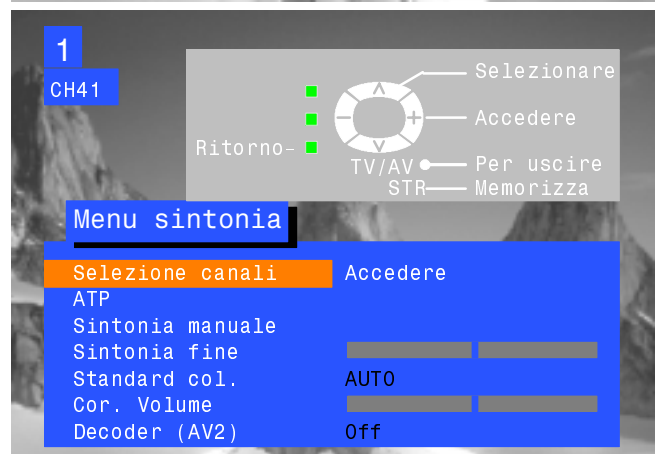 1
CH41
Selezionare
Accedere
Ritorno
TV/AV Per uscire
STR Memorizza
Menu sintonia
Selezione canali Accedere
ATP
Sintonia manuale
Sintonia fine
Standard col. AUTO
Cor. Volume
Decoder (AV2) Off